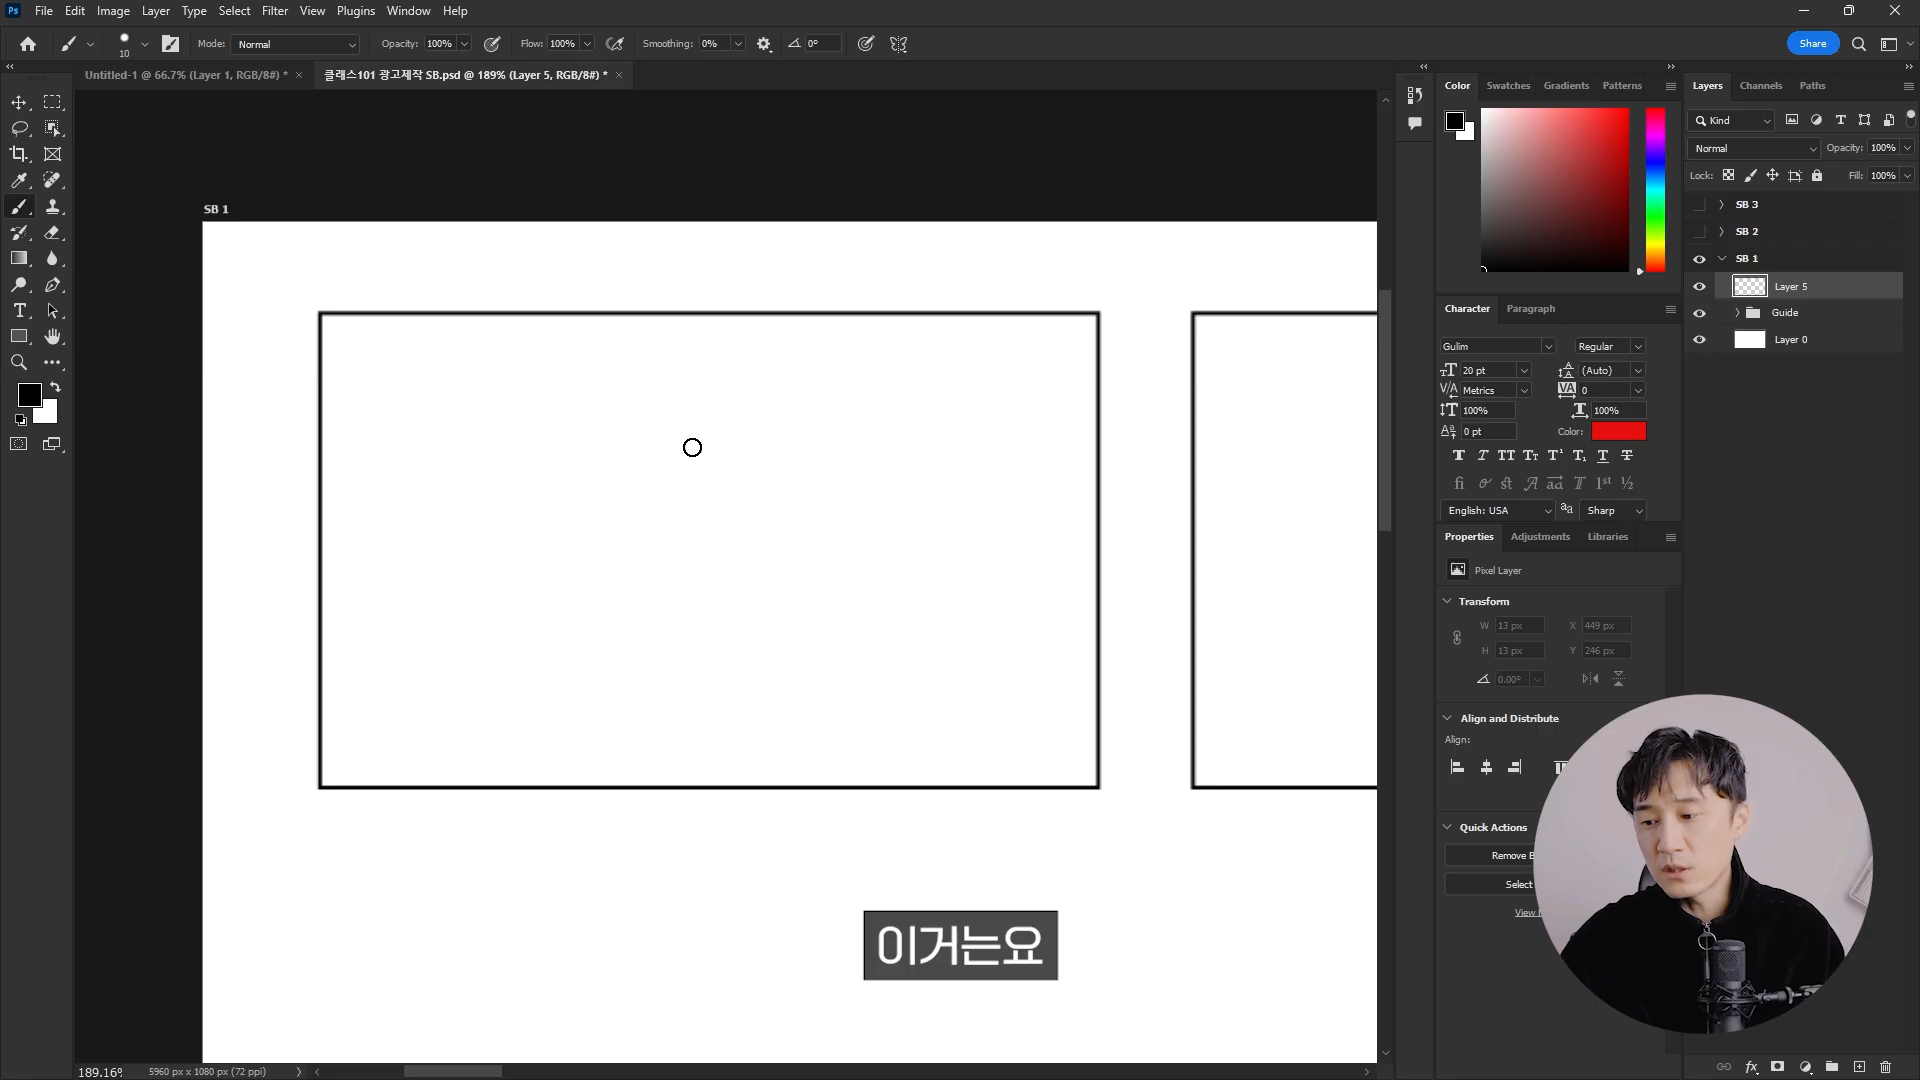 Ps File Edit Image Layer Type Select Filter View Plugins Window Help
10 Mode: Normal Opacity: 100% Flow: 100% Smoothing: 0% 0° Share
Untitled-1 @ 66.7% (Layer 1, RGB/8#) * 클래스101 광고제작 SB.psd @ 189% (Layer 5, RGB/8#) *
SB 1
이거는요
189.16%
5960 px x 1080 px (72 ppi)
Color Swatches Gradients Patterns
Character Paragraph
Gulim Regular
20 pt (Auto)
Metrics 0
100% 100%
0 pt Color:
English: USA Sharp
Properties Adjustments Libraries
Pixel Layer
Transform
W 13 px X 449 px
H 13 px Y 246 px
0.00°
Align and Distribute
Align:
Quick Actions
Remove B
Select
View
Layers Channels Paths
Kind
Normal Opacity: 100%
Lock: Fill: 100%
SB 3
SB 2
SB 1
Layer 5
Guide
Layer 0